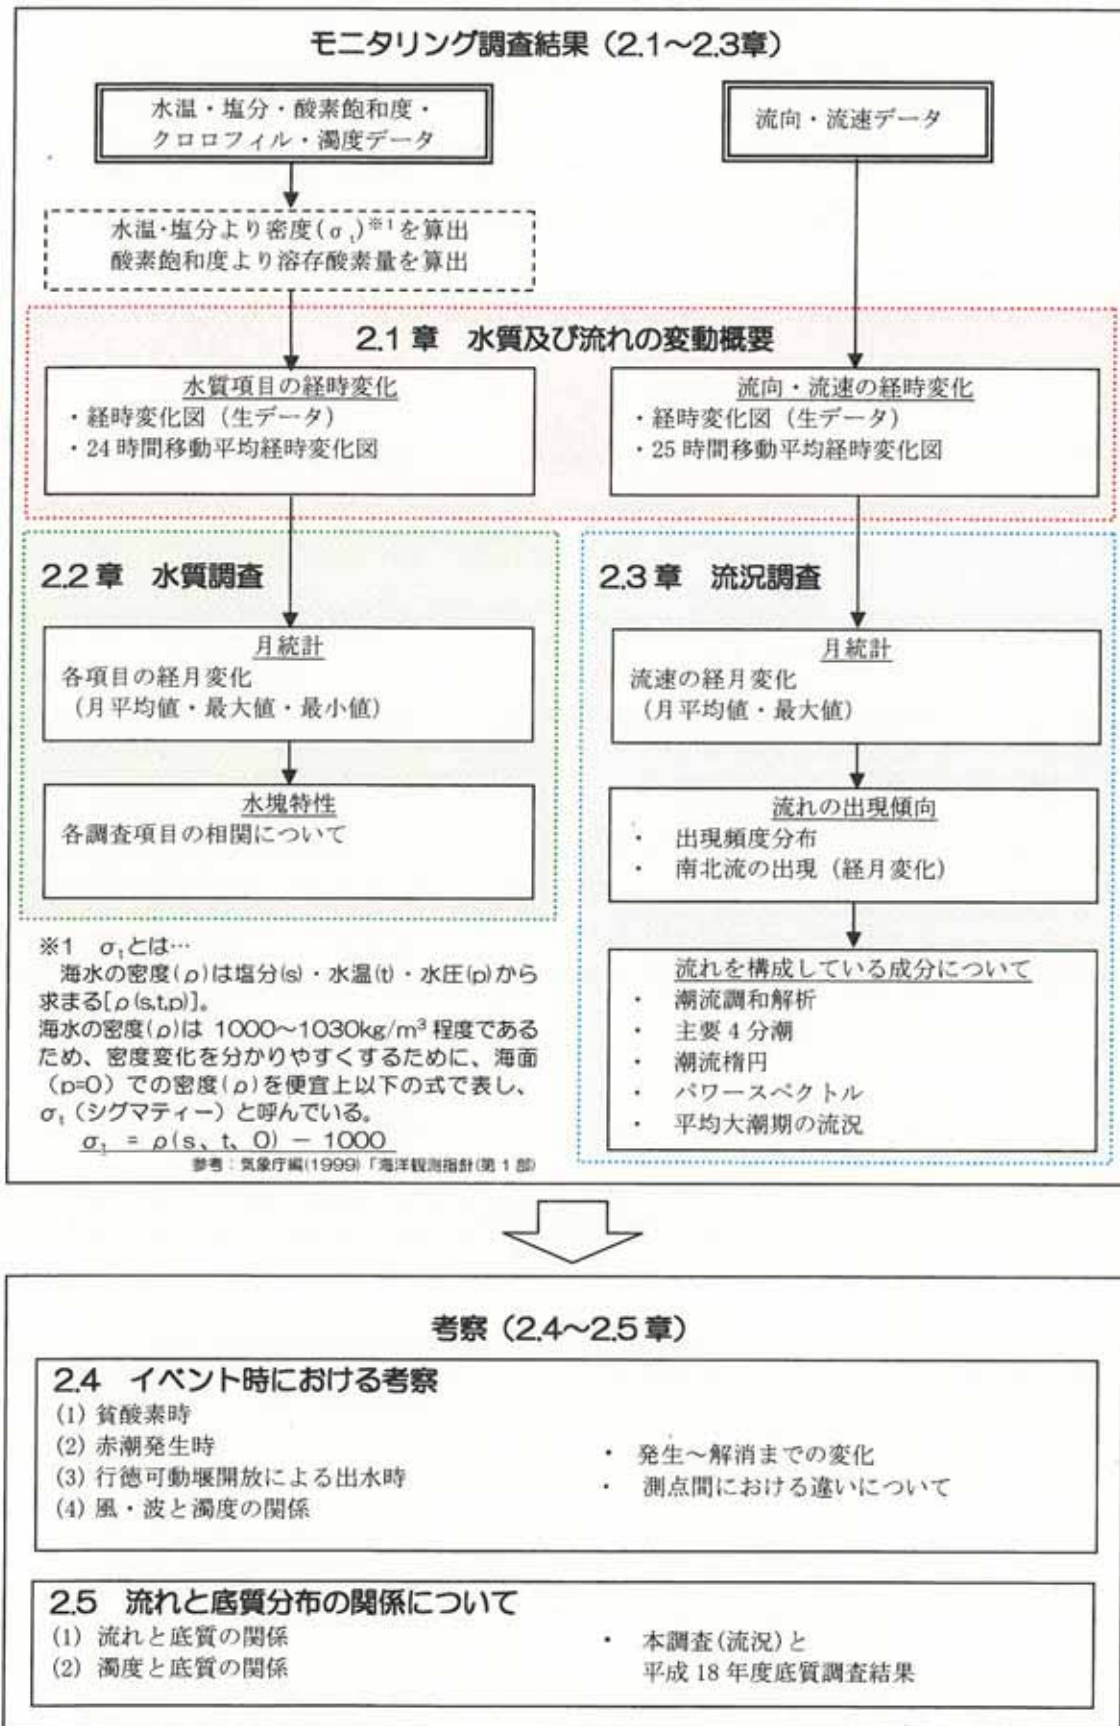 モニタリング調査結果（2.1～2.3章）
水温・塩分・酸素飽和度・
クロロフィル・濁度データ
流向・流速データ
水温・塩分より密度(σt)※1を算出
酸素飽和度より溶存酸素量を算出
2.1 章　水質及び流れの変動概要
水質項目の経時変化
・経時変化図（生データ）
・24 時間移動平均経時変化図
流向・流速の経時変化
・経時変化図（生データ）
・25 時間移動平均経時変化図
2.2 章　水質調査
月統計
各項目の経月変化
（月平均値・最大値・最小値）
水塊特性
各調査項目の相関について
2.3 章　流況調査
月統計
流速の経月変化
（月平均値・最大値）
流れの出現傾向
・　出現頻度分布
・　南北流の出現（経月変化）
流れを構成している成分について
・　潮流調和解析
・　主要 4 分潮
・　潮流楕円
・　パワースペクトル
・　平均大潮期の流況
※1　σtとは…
海水の密度(ρ)は塩分(s)・水温(t)・水圧(p)から
求まる[ρ(s,t,p)]。
海水の密度(ρ)は 1000～1030kg/m³ 程度である
ため、密度変化を分かりやすくするために、海面
（p=0）での密度(ρ)を便宜上以下の式で表し、
σt（シグマティー）と呼んでいる。
σt = ρ(s、t、0) － 1000
参考：気象庁編(1999)「海洋観測指針(第 1 部)
考察（2.4～2.5 章）
2.4　イベント時における考察
(1) 貧酸素時
(2) 赤潮発生時
(3) 行徳可動堰開放による出水時
(4) 風・波と濁度の関係
・　発生～解消までの変化
・　測点間における違いについて
2.5　流れと底質分布の関係について
(1) 流れと底質の関係
(2) 濁度と底質の関係
・　本調査(流況)と
平成 18 年度底質調査結果